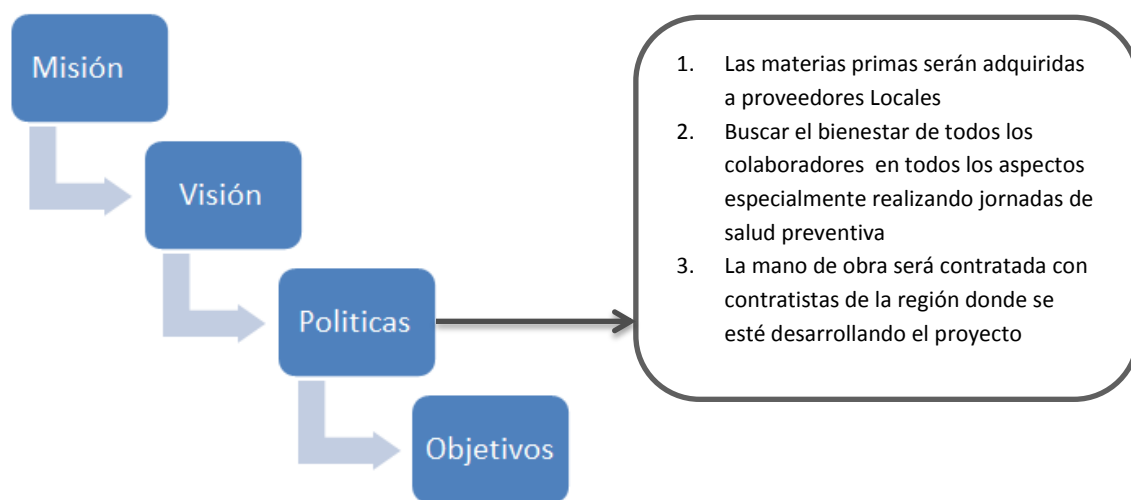 Misión
Visión
Politicas
Objetivos
1. Las materias primas serán adquiridas
a proveedores Locales
2. Buscar el bienestar de todos los
colaboradores en todos los aspectos
especialmente realizando jornadas de
salud preventiva
3. La mano de obra será contratada con
contratistas de la región donde se
esté desarrollando el proyecto